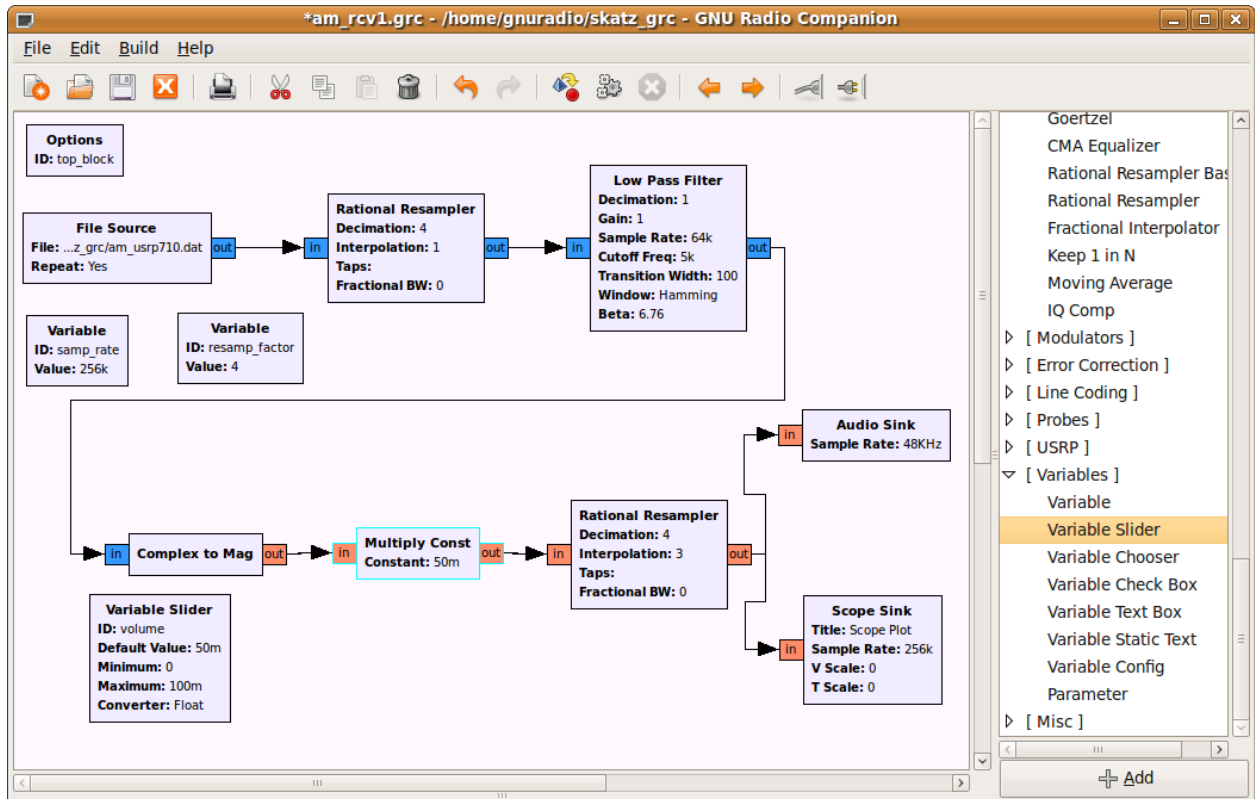 *am_rcv1.grc - /home/gnuradio/skatz_grc - GNU Radio Companion
File Edit Build Help
Options
ID: top_block
File Source
File: ...z_grc/am_usrp710.dat
Repeat: Yes
out
in
Rational Resampler
Decimation: 4
Interpolation: 1
Taps:
Fractional BW: 0
out
in
Low Pass Filter
Decimation: 1
Gain: 1
Sample Rate: 64k
Cutoff Freq: 5k
Transition Width: 100
Window: Hamming
Beta: 6.76
out
Variable
ID: samp_rate
Value: 256k
Variable
ID: resamp_factor
Value: 4
in
Audio Sink
Sample Rate: 48KHz
in
Complex to Mag
out
in
Multiply Const
Constant: 50m
out
in
Rational Resampler
Decimation: 4
Interpolation: 3
Taps:
Fractional BW: 0
out
Variable Slider
ID: volume
Default Value: 50m
Minimum: 0
Maximum: 100m
Converter: Float
in
Scope Sink
Title: Scope Plot
Sample Rate: 256k
V Scale: 0
T Scale: 0
Goertzel
CMA Equalizer
Rational Resampler Bas
Rational Resampler
Fractional Interpolator
Keep 1 in N
Moving Average
IQ Comp
[ Modulators ]
[ Error Correction ]
[ Line Coding ]
[ Probes ]
[ USRP ]
[ Variables ]
Variable
Variable Slider
Variable Chooser
Variable Check Box
Variable Text Box
Variable Static Text
Variable Config
Parameter
[ Misc ]
Add